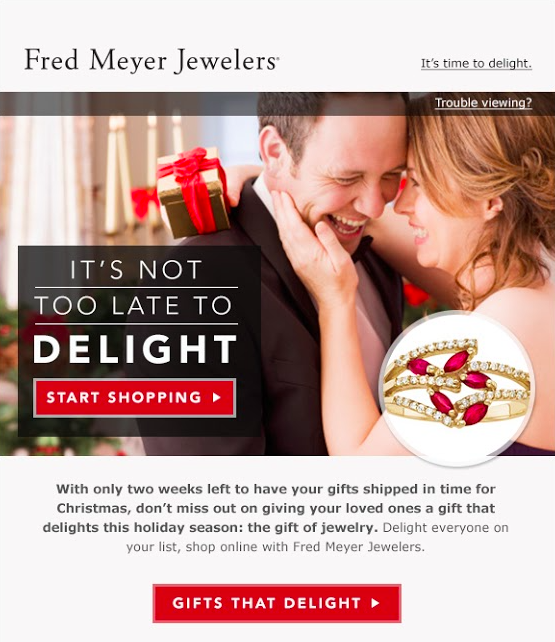 Fred Meyer Jewelers®
It's time to delight.
Trouble viewing?
IT'S NOT
TOO LATE TO
DELIGHT
START SHOPPING ▶
With only two weeks left to have your gifts shipped in time for
Christmas, don't miss out on giving your loved ones a gift that
delights this holiday season: the gift of jewelry. Delight everyone on
your list, shop online with Fred Meyer Jewelers.
GIFTS THAT DELIGHT ▶